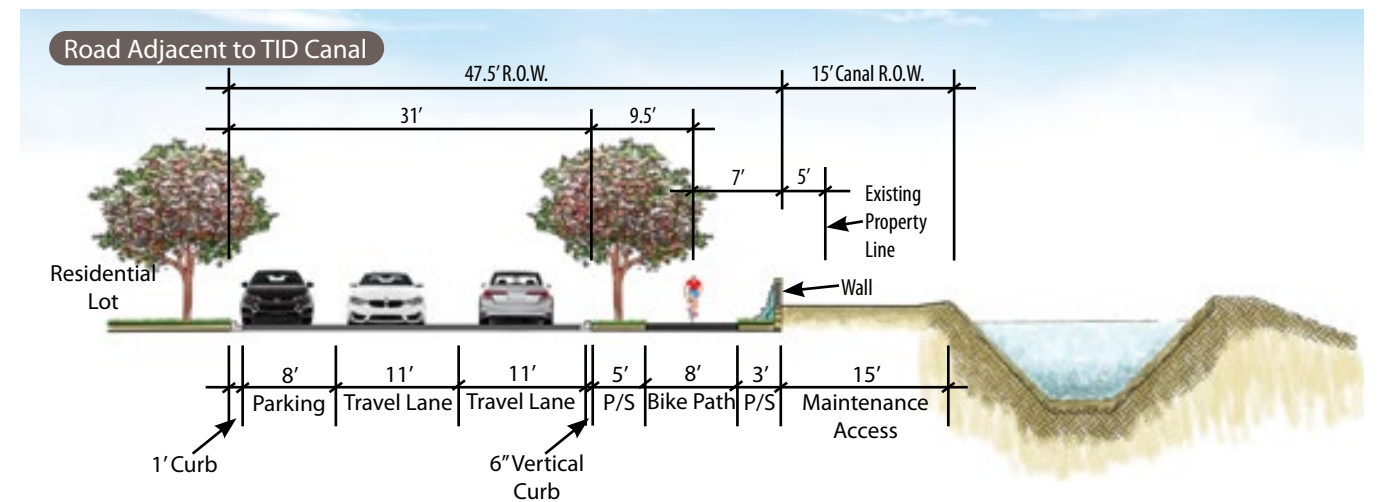 Road Adjacent to TID Canal
47.5’ R.O.W.
15’ Canal R.O.W.
31’
9.5’
7’
5’
Existing
Property
Line
Residential
Lot
Wall
8’
11’
11’
5’
8’
3’
15’
Parking
Travel Lane
Travel Lane
P/S
Bike Path
P/S
Maintenance
Access
1’ Curb
6” Vertical
Curb